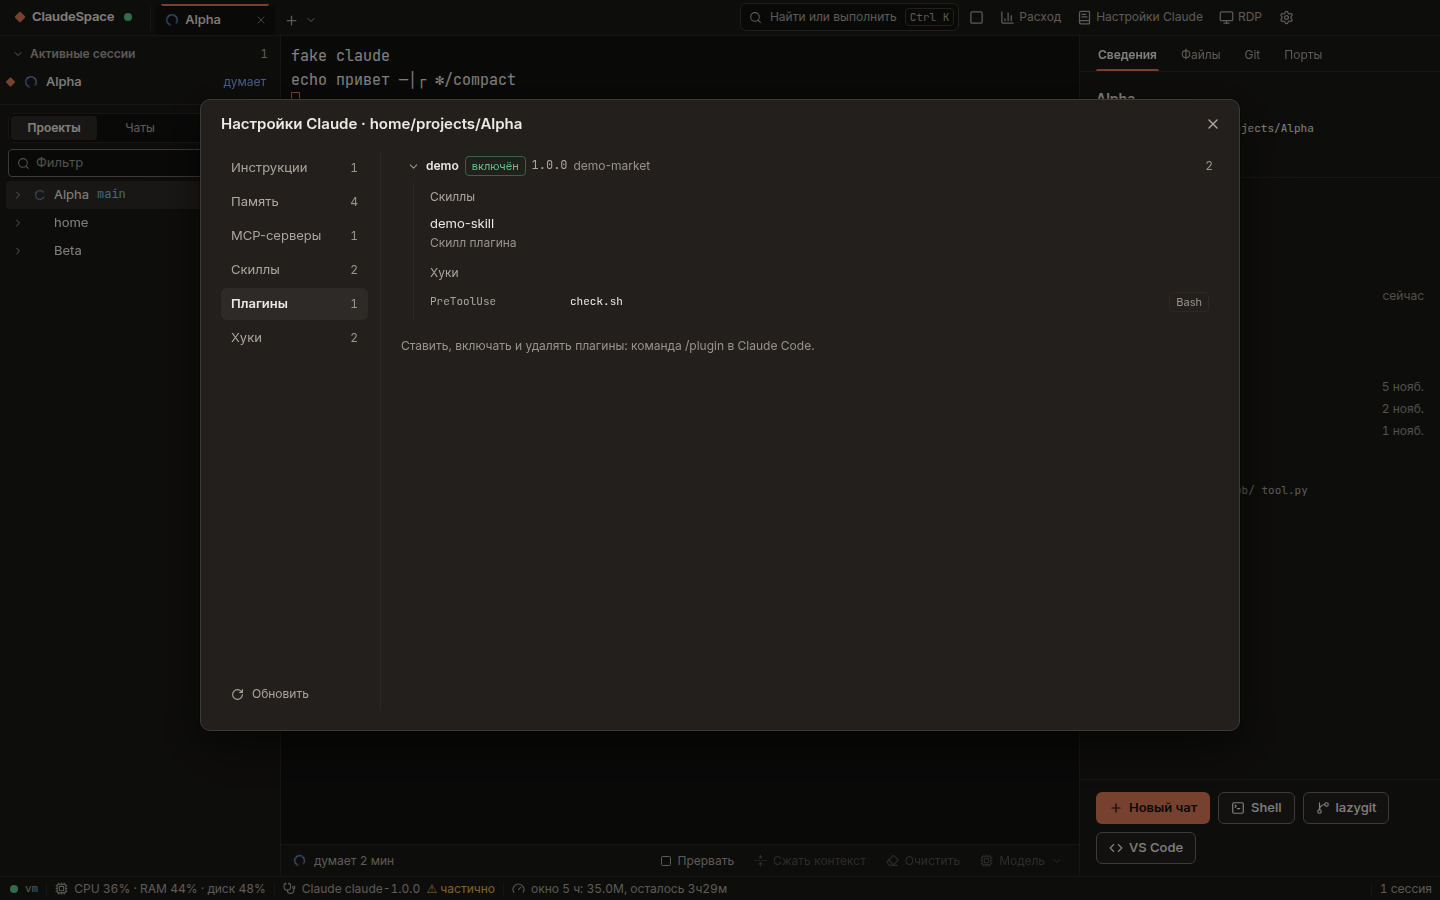 ClaudeSpace
Alpha
Найти или выполнить Ctrl K
Расход
Настройки Claude
RDP
Активные сессии 1
Alpha думает
Проекты Чаты
Фильтр
Alpha main
home
Beta
fake claude
echo привет —│┌ ✻/compact
Сведения Файлы Git Порты
Alpha
jects/Alpha
сейчас
5 нояб.
2 нояб.
1 нояб.
b/ tool.py
Настройки Claude · home/projects/Alpha
Инструкции 1
Память 4
MCP-серверы 1
Скиллы 2
Плагины 1
Хуки 2
Обновить
demo включён 1.0.0 demo-market 2
Скиллы
demo-skill
Скилл плагина
Хуки
PreToolUse check.sh Bash
Ставить, включать и удалять плагины: команда /plugin в Claude Code.
Новый чат Shell lazygit
VS Code
думает 2 мин Прервать Сжать контекст Очистить Модель
vm CPU 36% · RAM 44% · диск 48% Claude claude-1.0.0 ⚠ частично окно 5 ч: 35.0M, осталось 3ч29м 1 сессия